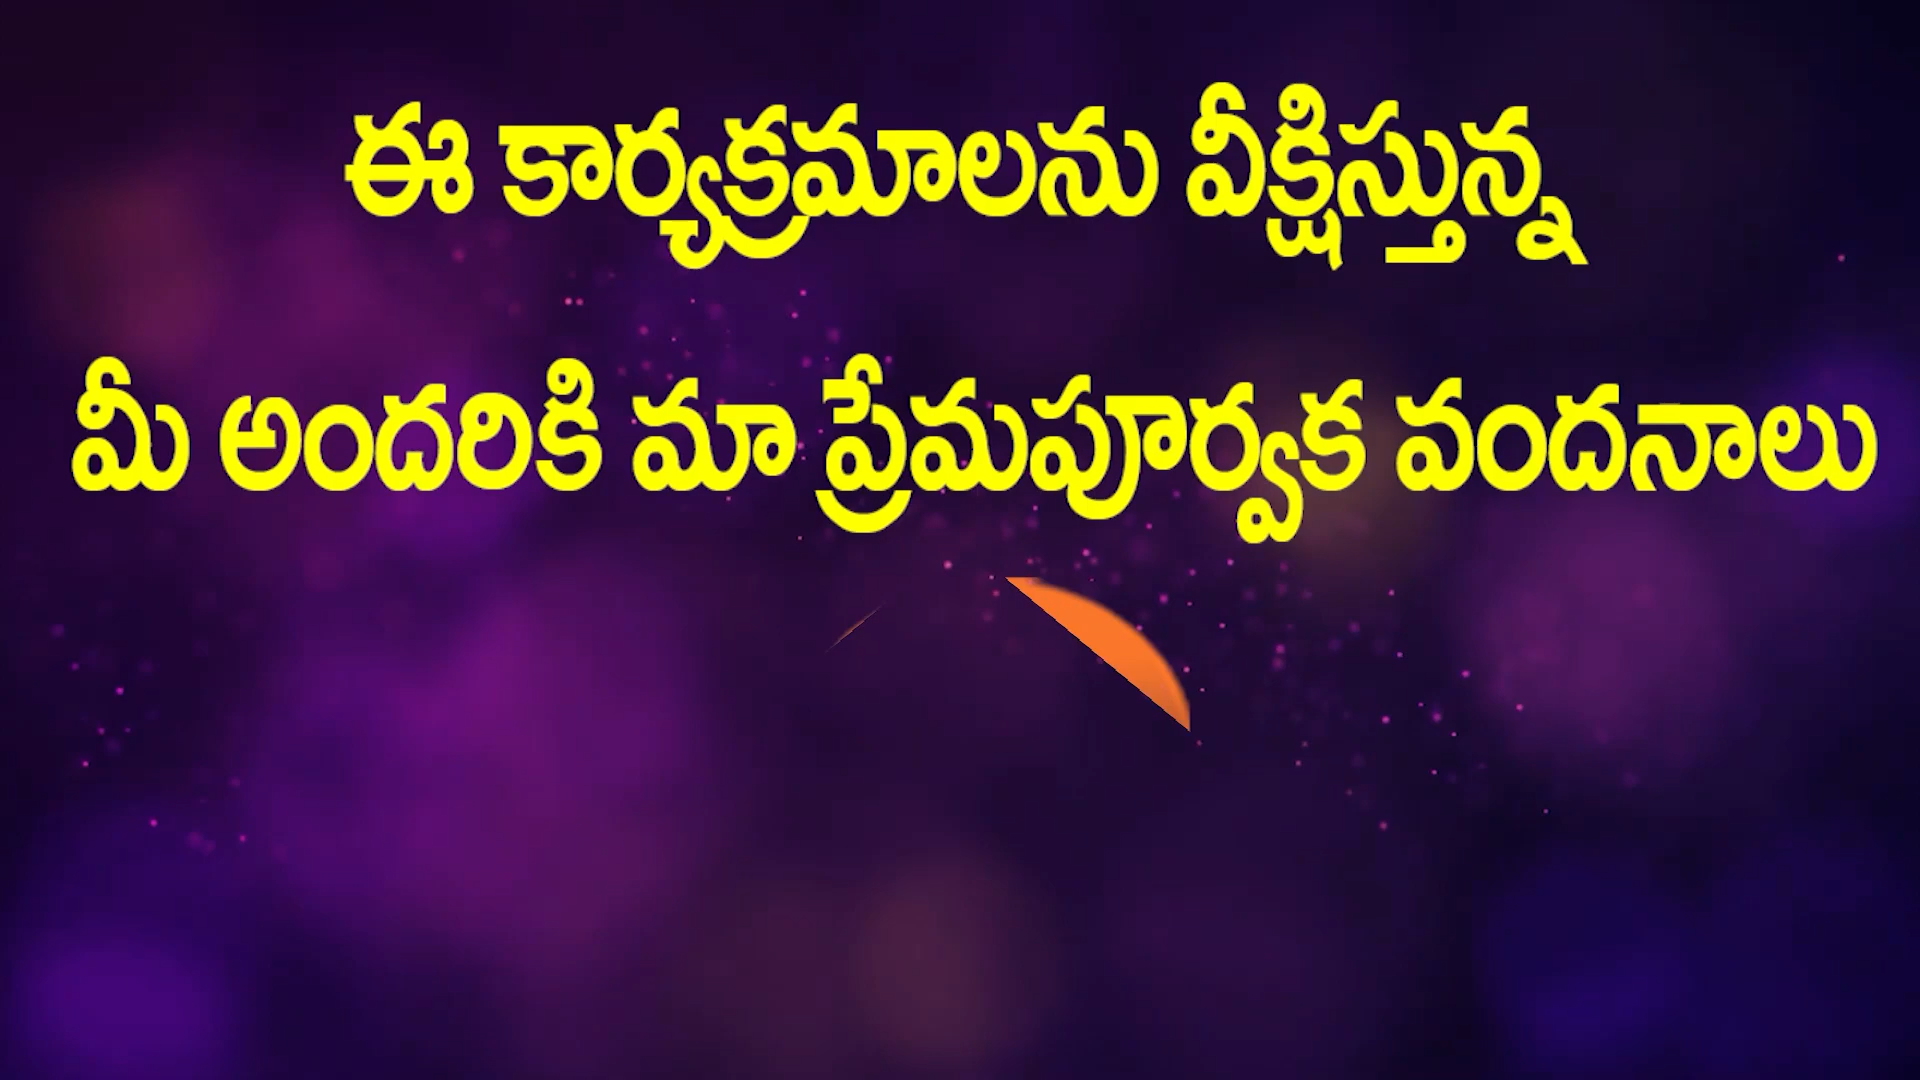 ఈ కార్యక్రమాలను వీక్షిస్తున్న
మీ అందరికి మా ప్రేమపూర్వక వందనాలు